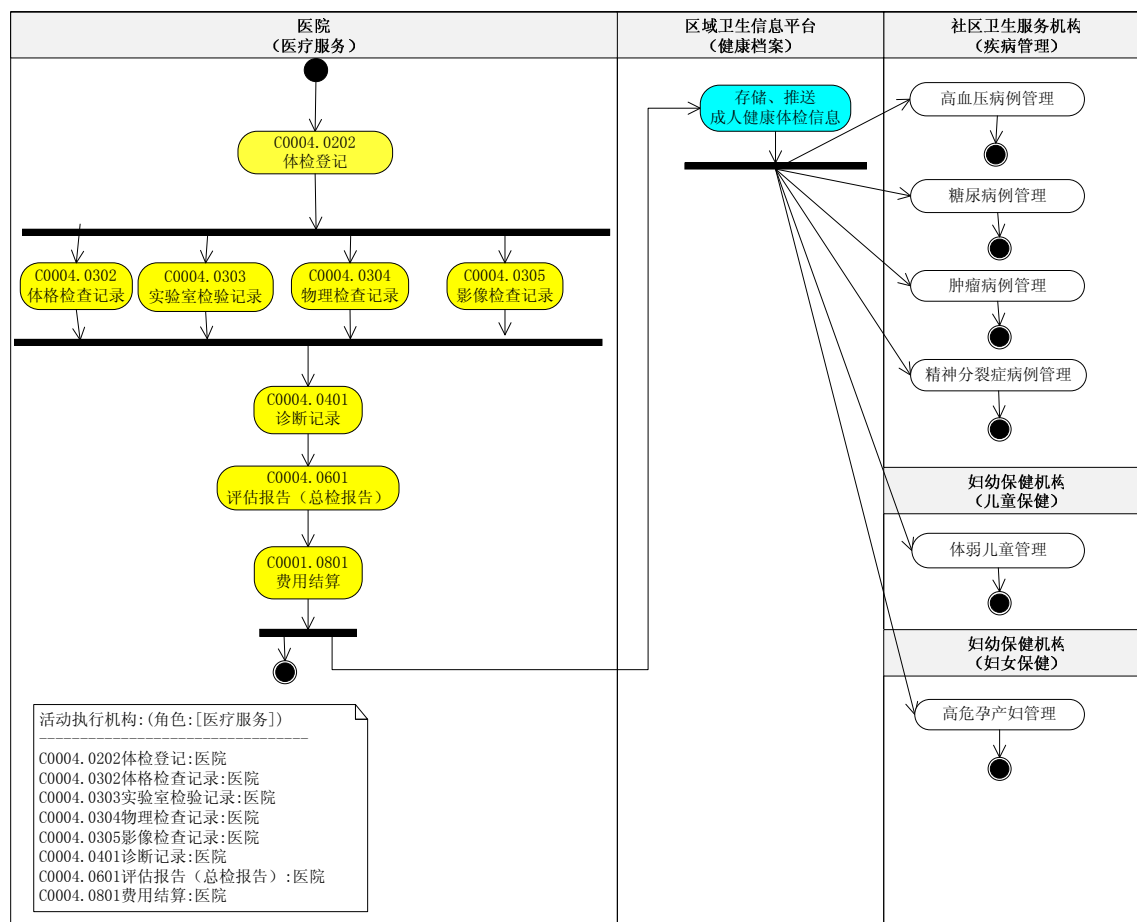 医院
（医疗服务）
区域卫生信息平台
（健康档案）
社区卫生服务机构
（疾病管理）
C0004.0202
体检登记
C0004.0302
体格检查记录
C0004.0303
实验室检验记录
C0004.0304
物理检查记录
C0004.0305
影像检查记录
C0004.0401
诊断记录
C0004.0601
评估报告（总检报告）
C0001.0801
费用结算
存储、推送
成人健康体检信息
高血压病例管理
糖尿病例管理
肿瘤病例管理
精神分裂症病例管理
妇幼保健机构
（儿童保健）
体弱儿童管理
妇幼保健机构
（妇女保健）
高危孕产妇管理
活动执行机构:(角色:[医疗服务])
---------------------------------
C0004.0202体检登记:医院
C0004.0302体格检查记录:医院
C0004.0303实验室检验记录:医院
C0004.0304物理检查记录:医院
C0004.0305影像检查记录:医院
C0004.0401诊断记录:医院
C0004.0601评估报告（总检报告）:医院
C0004.0801费用结算:医院